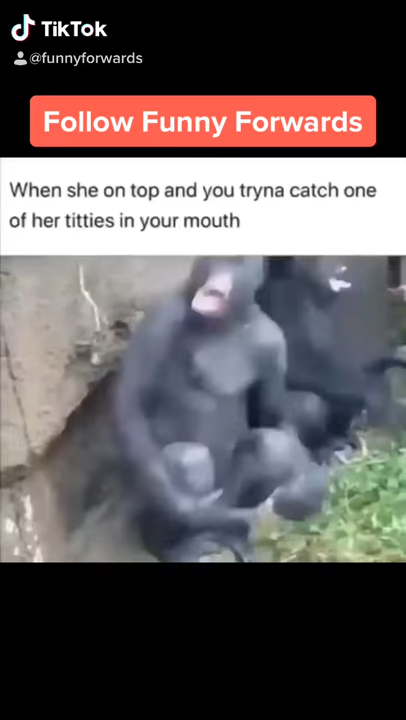 TikTok
@funnyforwards
Follow Funny Forwards
When she on top and you tryna catch one
of her titties in your mouth